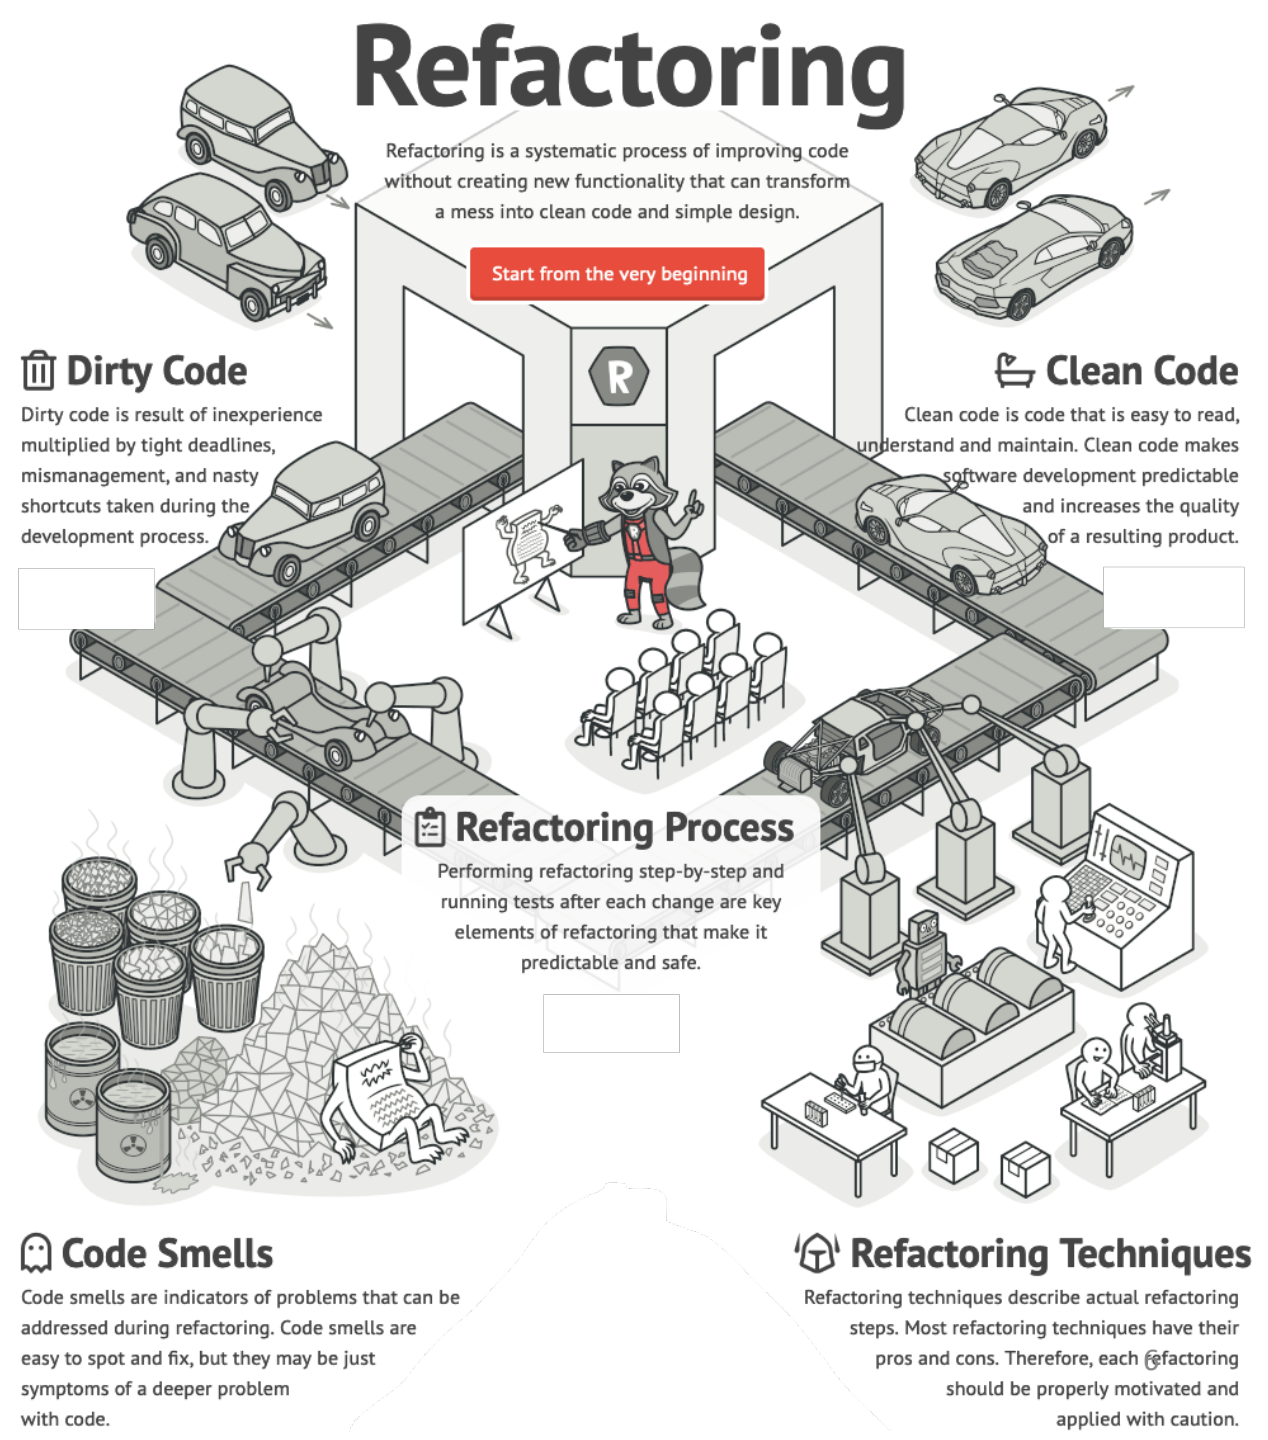 Refactoring
Refactoring is a systematic process of improving code
without creating new functionality that can transform
a mess into clean code and simple design.
Start from the very beginning
R
R
Dirty Code
Dirty code is result of inexperience
multiplied by tight deadlines,
mismanagement, and nasty
shortcuts taken during the
development process.
Clean Code
Clean code is code that is easy to read,
understand and maintain. Clean code makes
software development predictable
and increases the quality
of a resulting product.
Refactoring Process
Performing refactoring step-by-step and
running tests after each change are key
elements of refactoring that make it
predictable and safe.
Code Smells
Code smells are indicators of problems that can be
addressed during refactoring. Code smells are
easy to spot and fix, but they may be just
symptoms of a deeper problem
with code.
Refactoring Techniques
Refactoring techniques describe actual refactoring
steps. Most refactoring techniques have their
pros and cons. Therefore, each refactoring
should be properly motivated and
applied with caution.
6